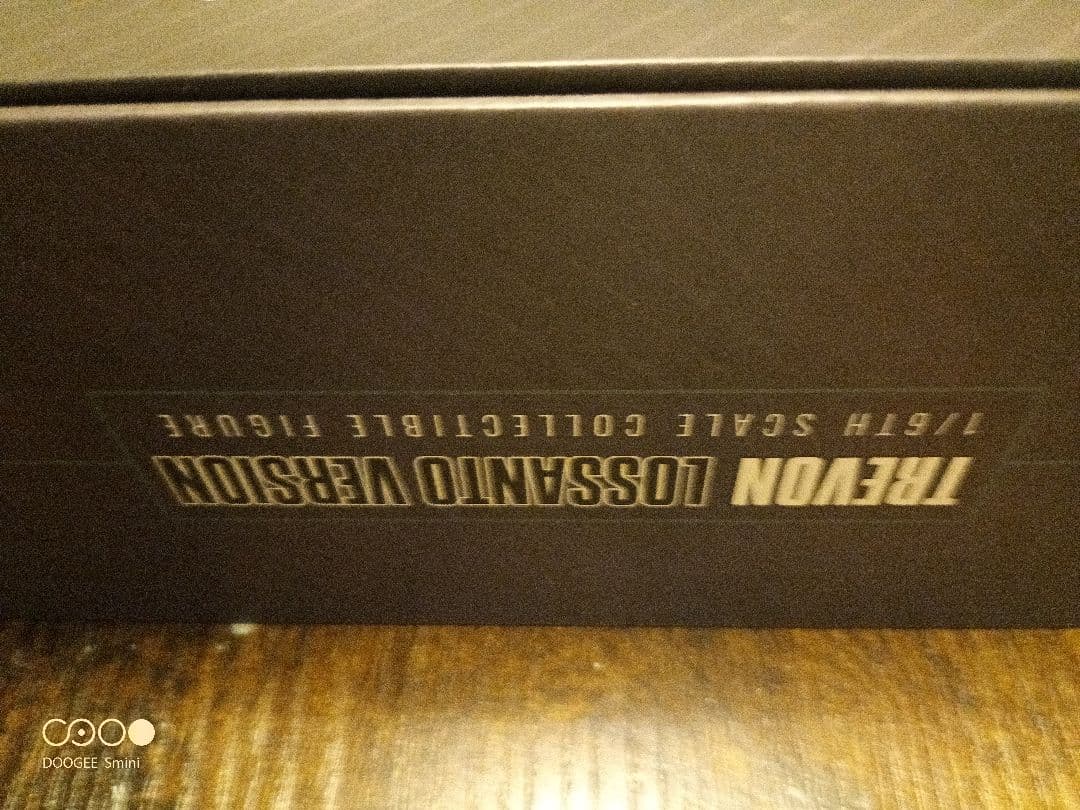 TREVON LOSSANTO VERSION
1/6TH SCALE COLLECTIBLE FIGURE
DOOGEE Smini